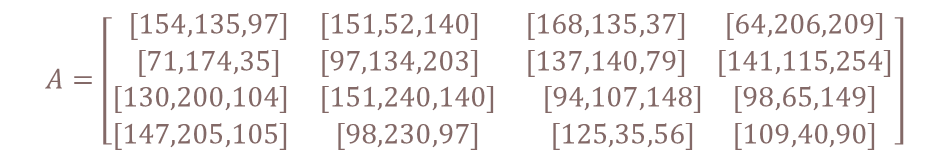 [154,135,97] [151,52,140] [168,135,37] [64,206,209]
A = [71,174,35] [97,134,203] [137,140,79] [141,115,254]
[130,200,104] [151,240,140] [94,107,148] [98,65,149]
[147,205,105] [98,230,97] [125,35,56] [109,40,90]